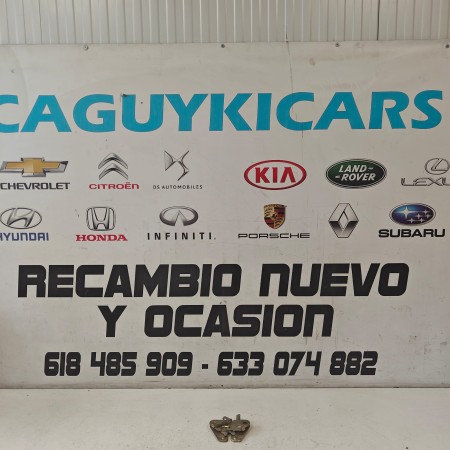 CAGUYKICARS
CHEVROLET CITROËN DS AUTOMOBILES KIA LAND ROVER LEXUS
HYUNDAI HONDA INFINITI PORSCHE SUBARU
RECAMBIO NUEVO
Y OCASION
618 485 909 - 633 074 882